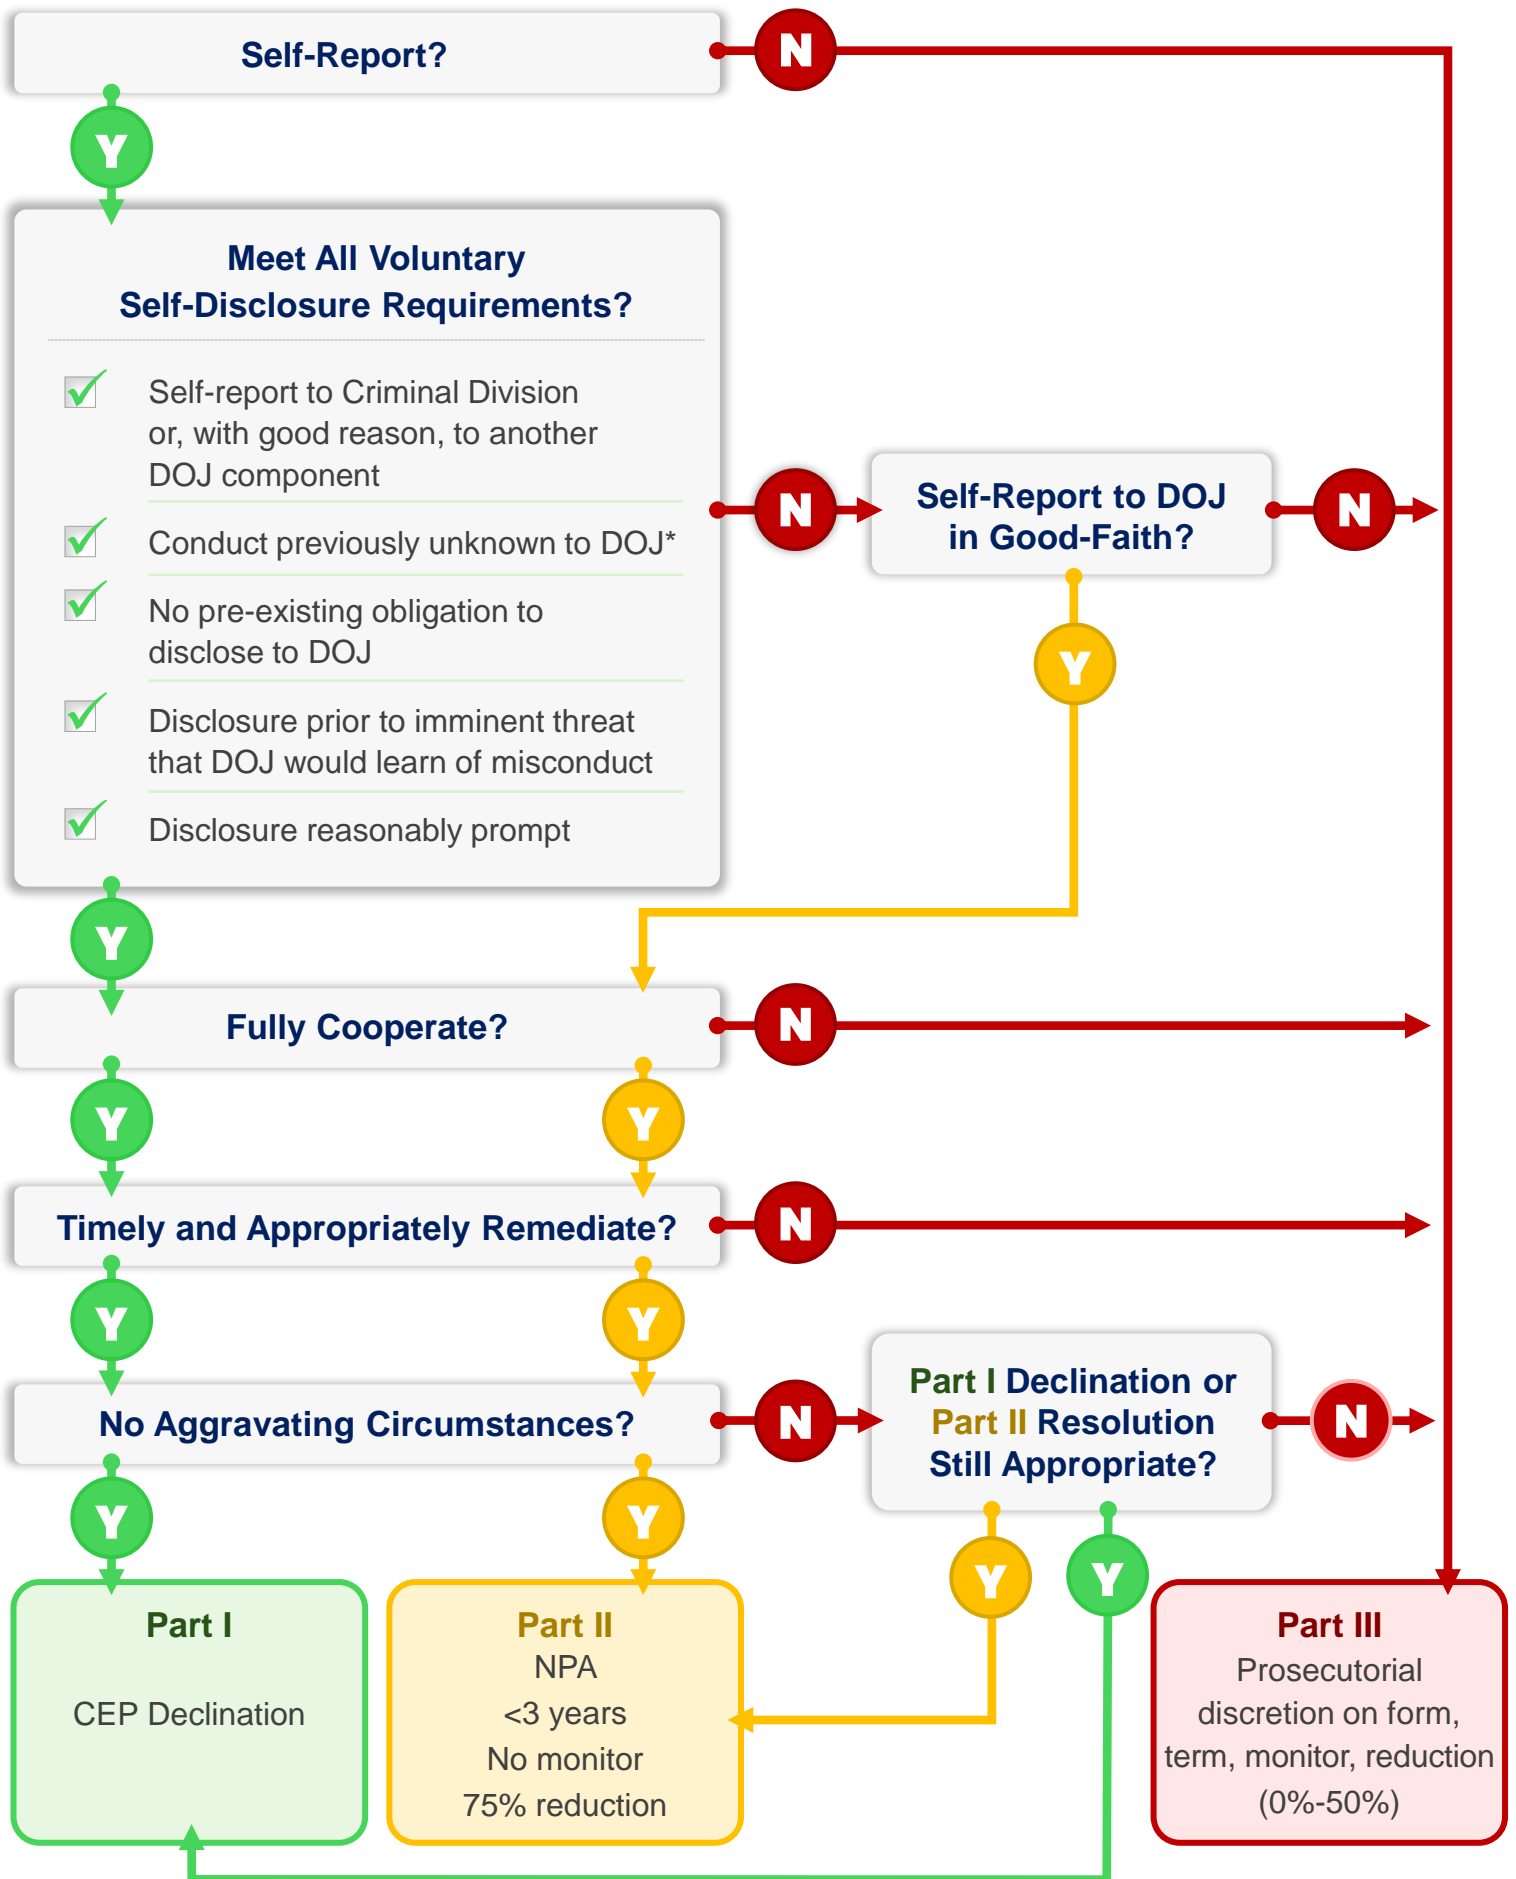 Self-Report?
N
Y
Meet All Voluntary
Self-Disclosure Requirements?
Self-report to Criminal Division
or, with good reason, to another
DOJ component
Conduct previously unknown to DOJ*
No pre-existing obligation to
disclose to DOJ
Disclosure prior to imminent threat
that DOJ would learn of misconduct
Disclosure reasonably prompt
N
Self-Report to DOJ
in Good-Faith?
N
Y
Y
Fully Cooperate?
N
Y
Y
Timely and Appropriately Remediate?
N
Y
Y
No Aggravating Circumstances?
N
Part I Declination or
Part II Resolution
Still Appropriate?
N
Y
Y
Y
Y
Part I
CEP Declination
Part II
NPA
<3 years
No monitor
75% reduction
Part III
Prosecutorial
discretion on form,
term, monitor, reduction
(0%-50%)